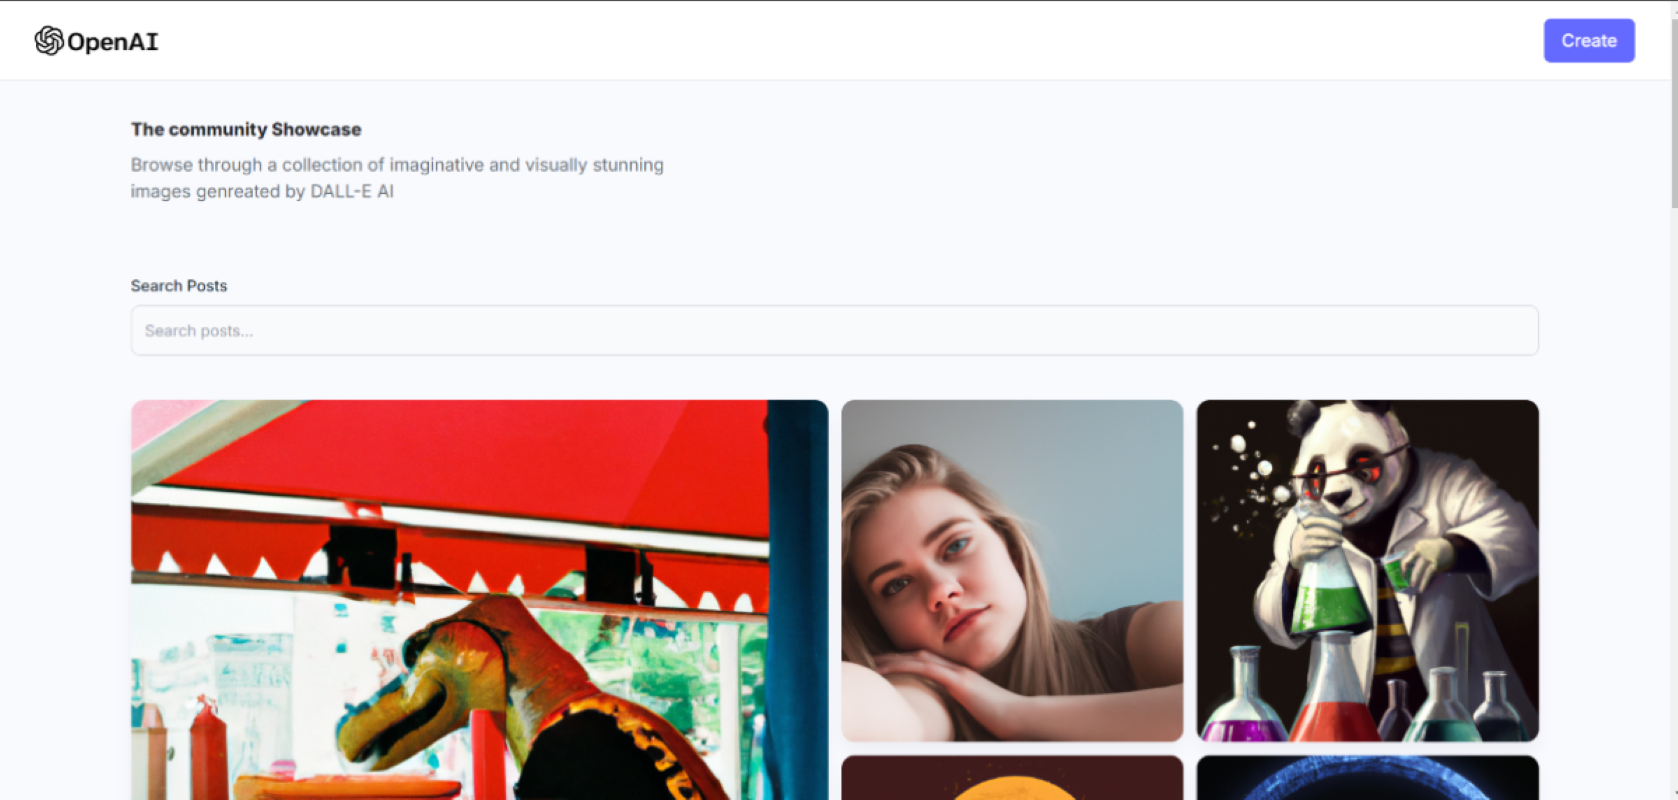 OpenAI
Create
The community Showcase
Browse through a collection of imaginative and visually stunning
images genreated by DALL-E AI
Search Posts
Search posts...